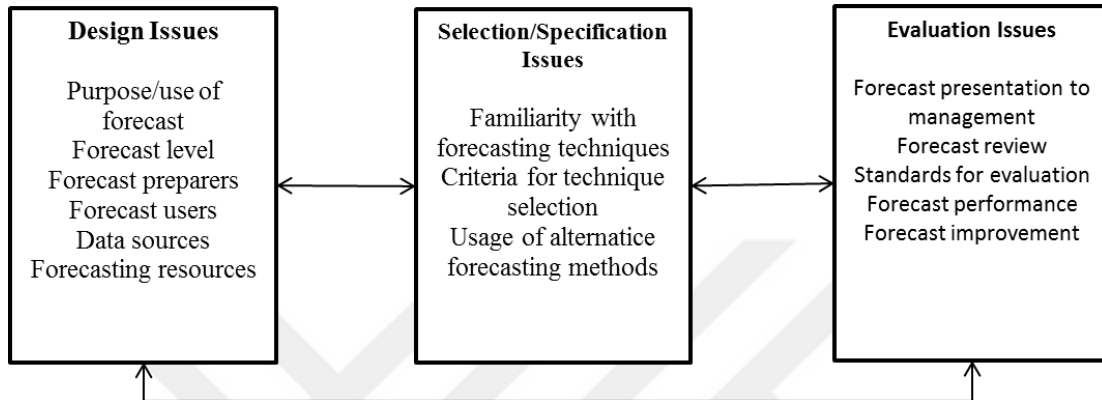 Design Issues
Purpose/use of
forecast
Forecast level
Forecast preparers
Forecast users
Data sources
Forecasting resources
Selection/Specification
Issues
Familiarity with
forecasting techniques
Criteria for technique
selection
Usage of alternatice
forecasting methods
Evaluation Issues
Forecast presentation to
management
Forecast review
Standards for evaluation
Forecast performance
Forecast improvement